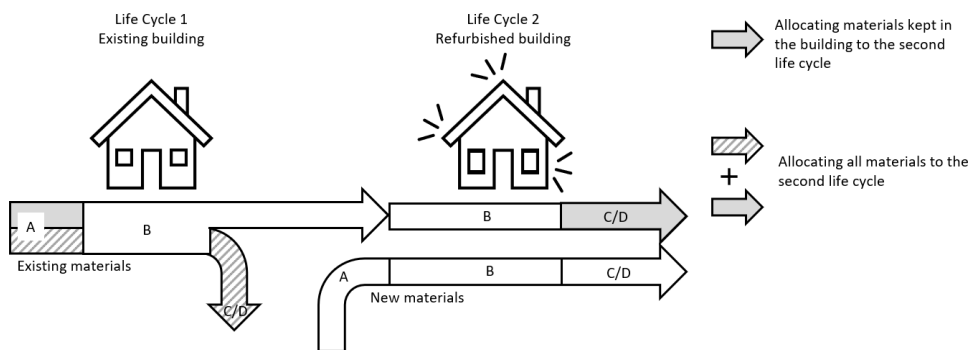 Life Cycle 1
Existing building
Life Cycle 2
Refurbished building
Allocating materials kept in
the building to the second
life cycle
+
Allocating all materials to the
second life cycle
A
B
B
C/D
Existing materials
C/D
A
B
C/D
New materials